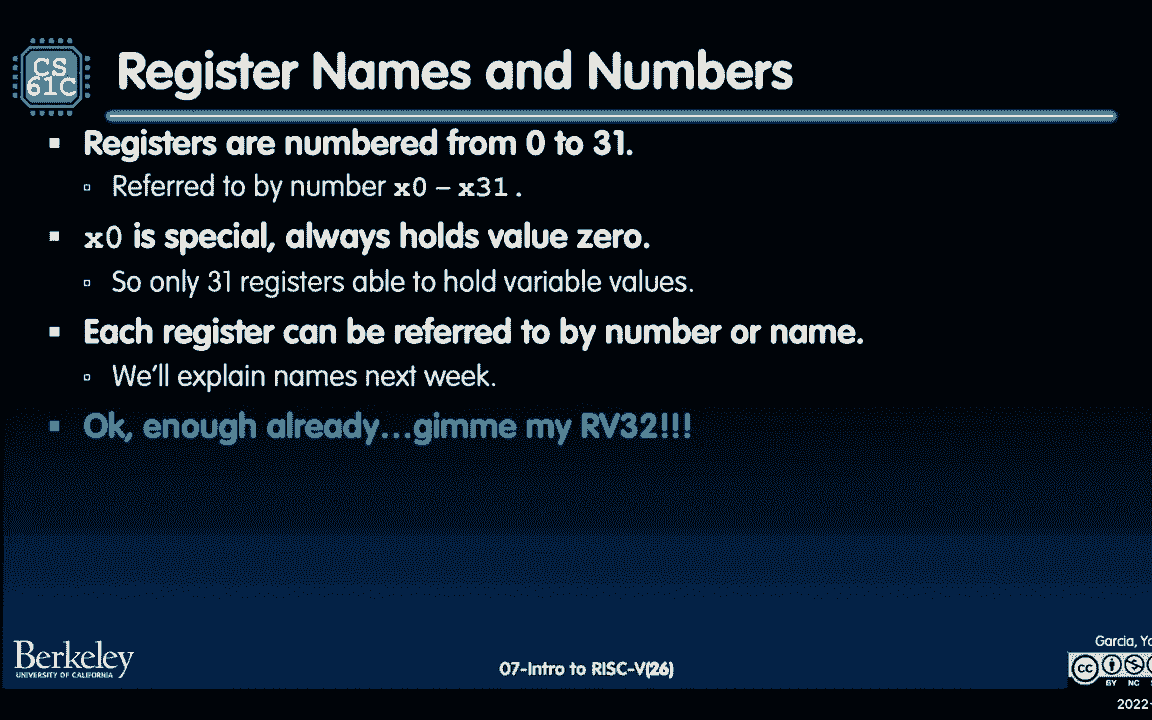 CS
61C
Register Names and Numbers
Registers are numbered from 0 to 31.
Referred to by number x0 – x31 .
x0 is special, always holds value zero.
So only 31 registers able to hold variable values.
Each register can be referred to by number or name.
We’ll explain names next week.
Ok, enough already…gimme my RV32!!!
Berkeley
UNIVERSITY OF CALIFORNIA
07-Intro to RISC-V(26)
Garcia,
cc
BY NC
2022-